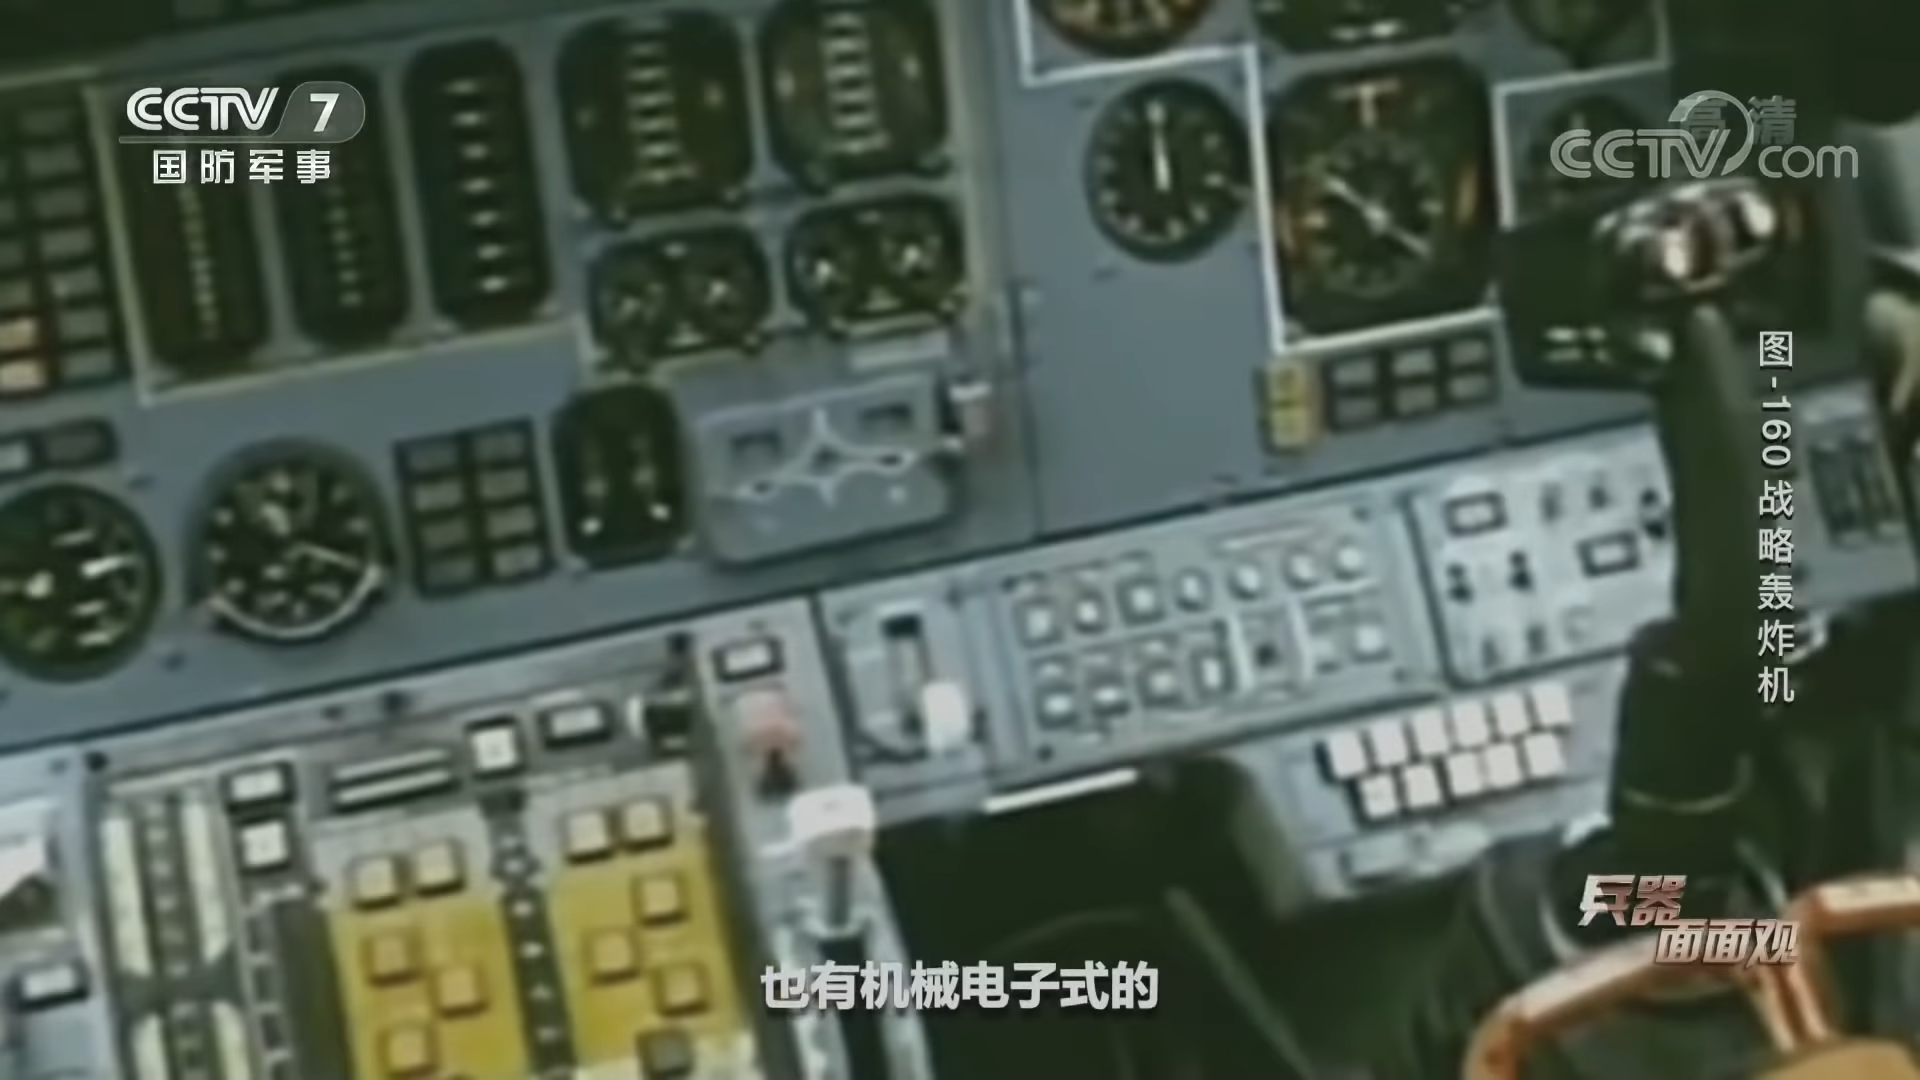 CCTV 7
国防军事
高清
CCTV.com
图-160战略轰炸机
兵器
面面观
也有机械电子式的